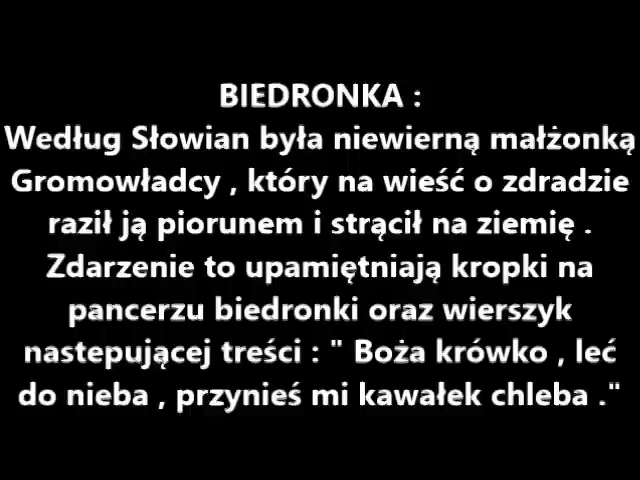 BIEDRONKA :
Według Słowian była niewierną małżonką
Gromowładcy , który na wieść o zdradzie
raził ją piorunem i strącił na ziemię .
Zdarzenie to upamiętniają kropki na
pancerzu biedronki oraz wierszyk
nastepującej treści : " Boża krówko , leć
do nieba , przynieś mi kawałek chleba ."